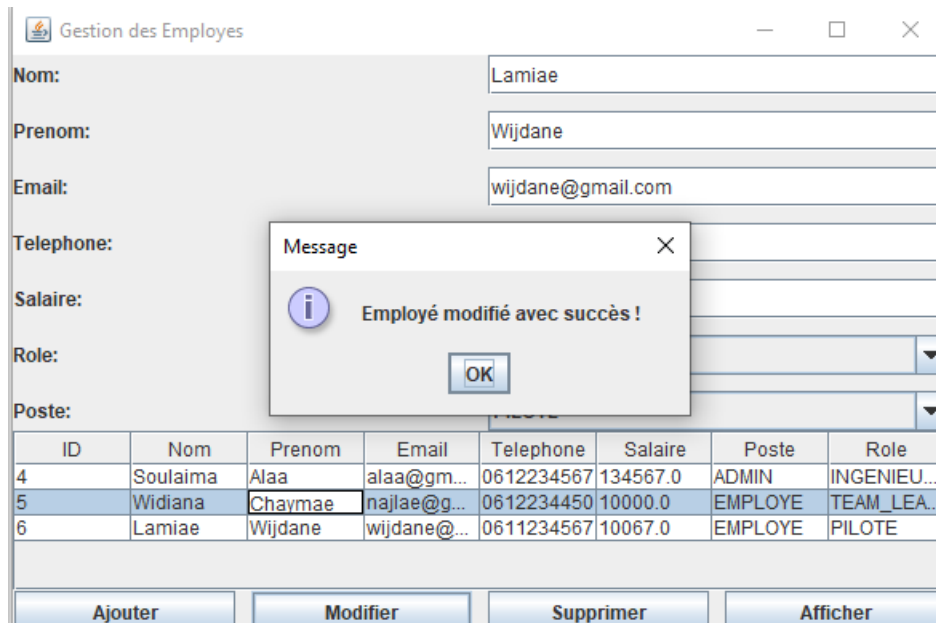 Gestion des Employes
Nom: Lamiae
Prenom: Wijdane
Email: wijdane@gmail.com
Telephone:
Salaire:
Role:
Poste:
Message
Employé modifié avec succès !
OK
ID Nom Prenom Email Telephone Salaire Poste Role
4 Soulaima Alaa alaa@gm... 0612234567 134567.0 ADMIN INGENIEU...
5 Widiana Chaymae najlae@g... 0612234450 10000.0 EMPLOYE TEAM_LEA...
6 Lamiae Wijdane wijdane@... 0611234567 10067.0 EMPLOYE PILOTE
Ajouter Modifier Supprimer Afficher